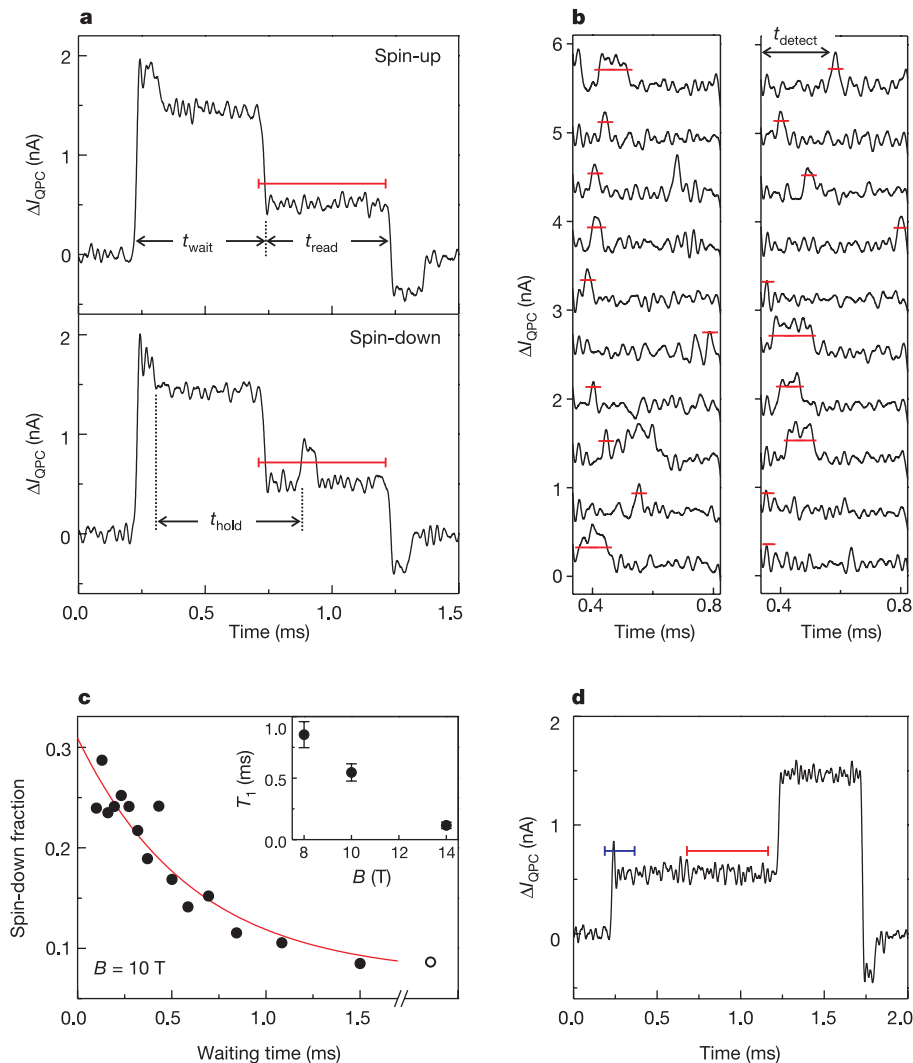 a
Spin-up
2
1
0
ΔI_QPC (nA)
t_wait
t_read
Spin-down
2
1
0
ΔI_QPC (nA)
t_hold
0.0 0.5 1.0 1.5
Time (ms)
b
t_detect
6
5
4
3
2
1
0
ΔI_QPC (nA)
0.4 0.8
0.4 0.8
Time (ms)
Time (ms)
c
0.3
0.2
0.1
Spin-down fraction
1.0
0.5
0.0
T_1 (ms)
8 10 12 14
B (T)
B = 10 T
0.0 0.5 1.0 1.5
Waiting time (ms)
d
2
1
0
ΔI_QPC (nA)
0.0 0.5 1.0 1.5 2.0
Time (ms)